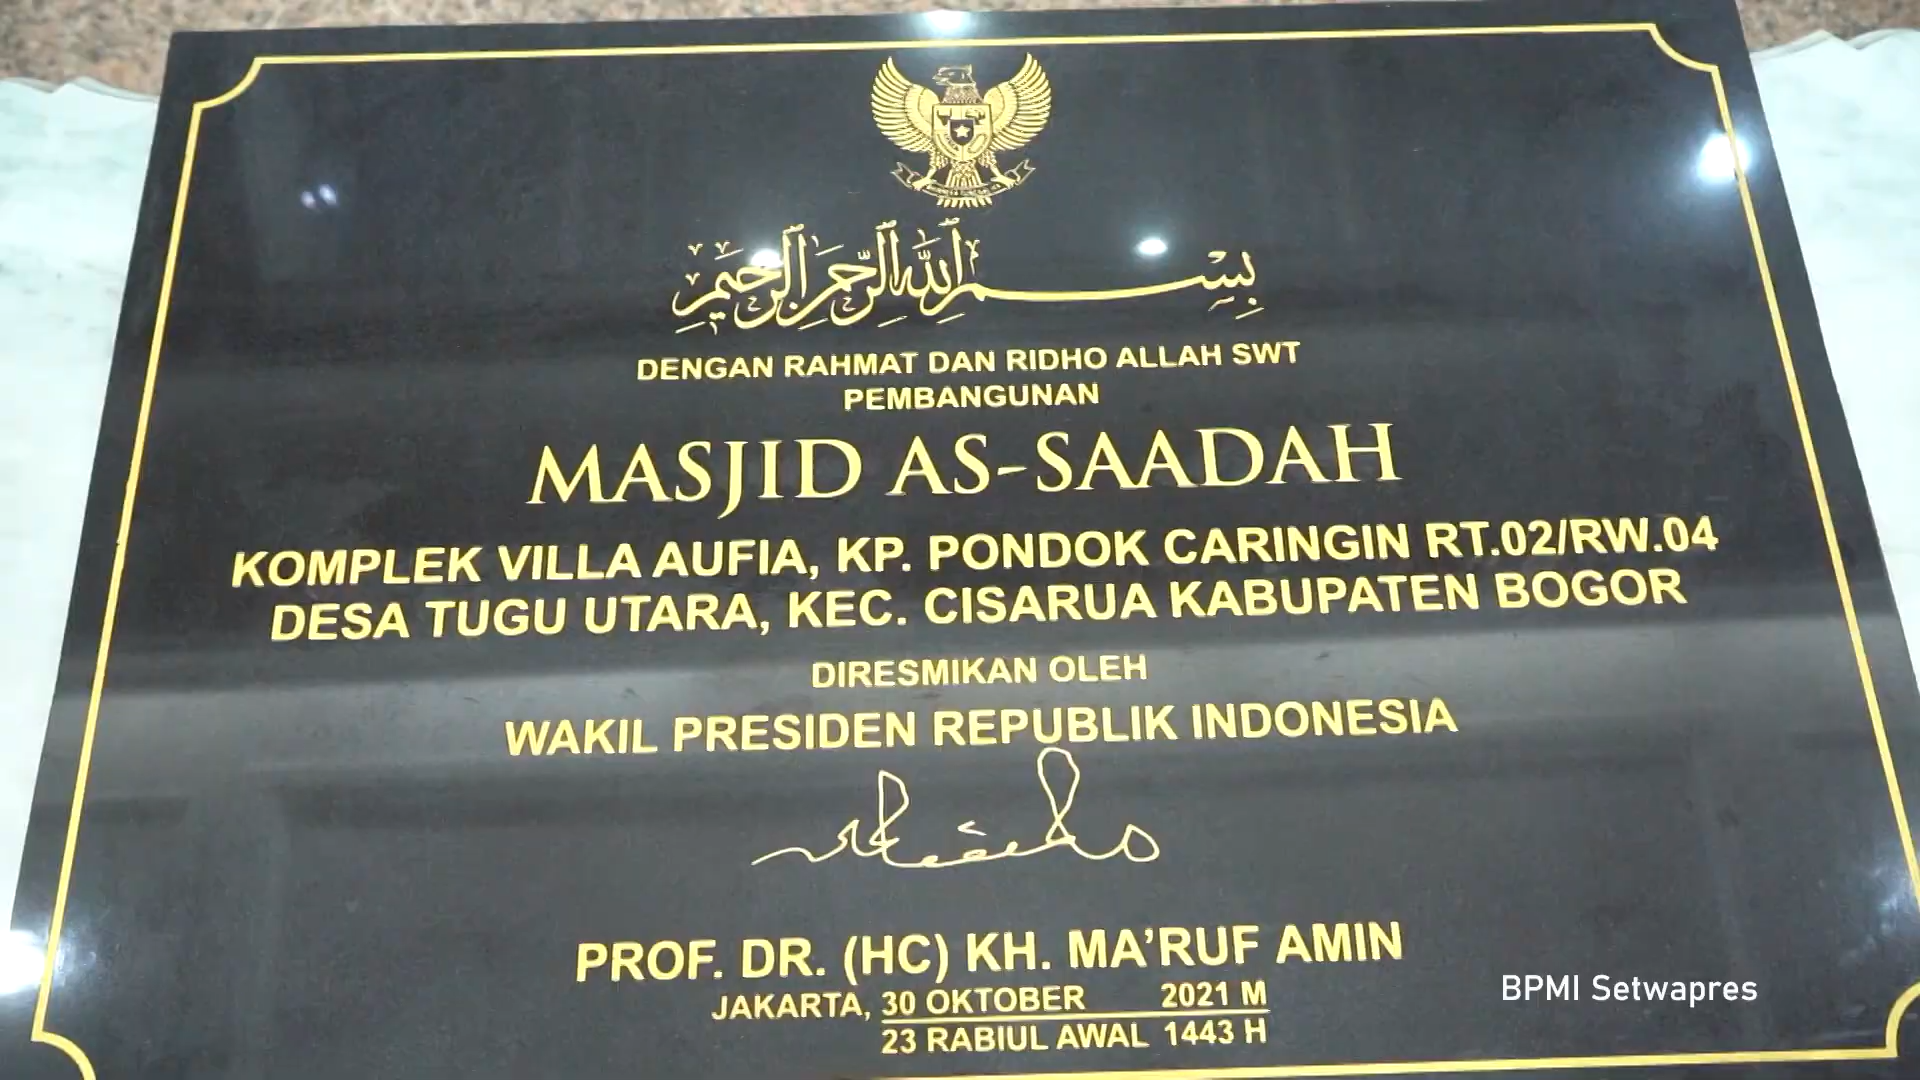 بِسْمِ اللهِ الرَّحْمٰنِ الرَّحِيْمِ
DENGAN RAHMAT DAN RIDHO ALLAH SWT
PEMBANGUNAN
MASJID AS-SAADAH
KOMPLEK VILLA AUFIA, KP. PONDOK CARINGIN RT.02/RW.04
DESA TUGU UTARA, KEC. CISARUA KABUPATEN BOGOR
DIRESMIKAN OLEH
WAKIL PRESIDEN REPUBLIK INDONESIA
PROF. DR. (HC) KH. MA'RUF AMIN
JAKARTA, 30 OKTOBER 2021 M
23 RABIUL AWAL 1443 H
BPMI Setwapres